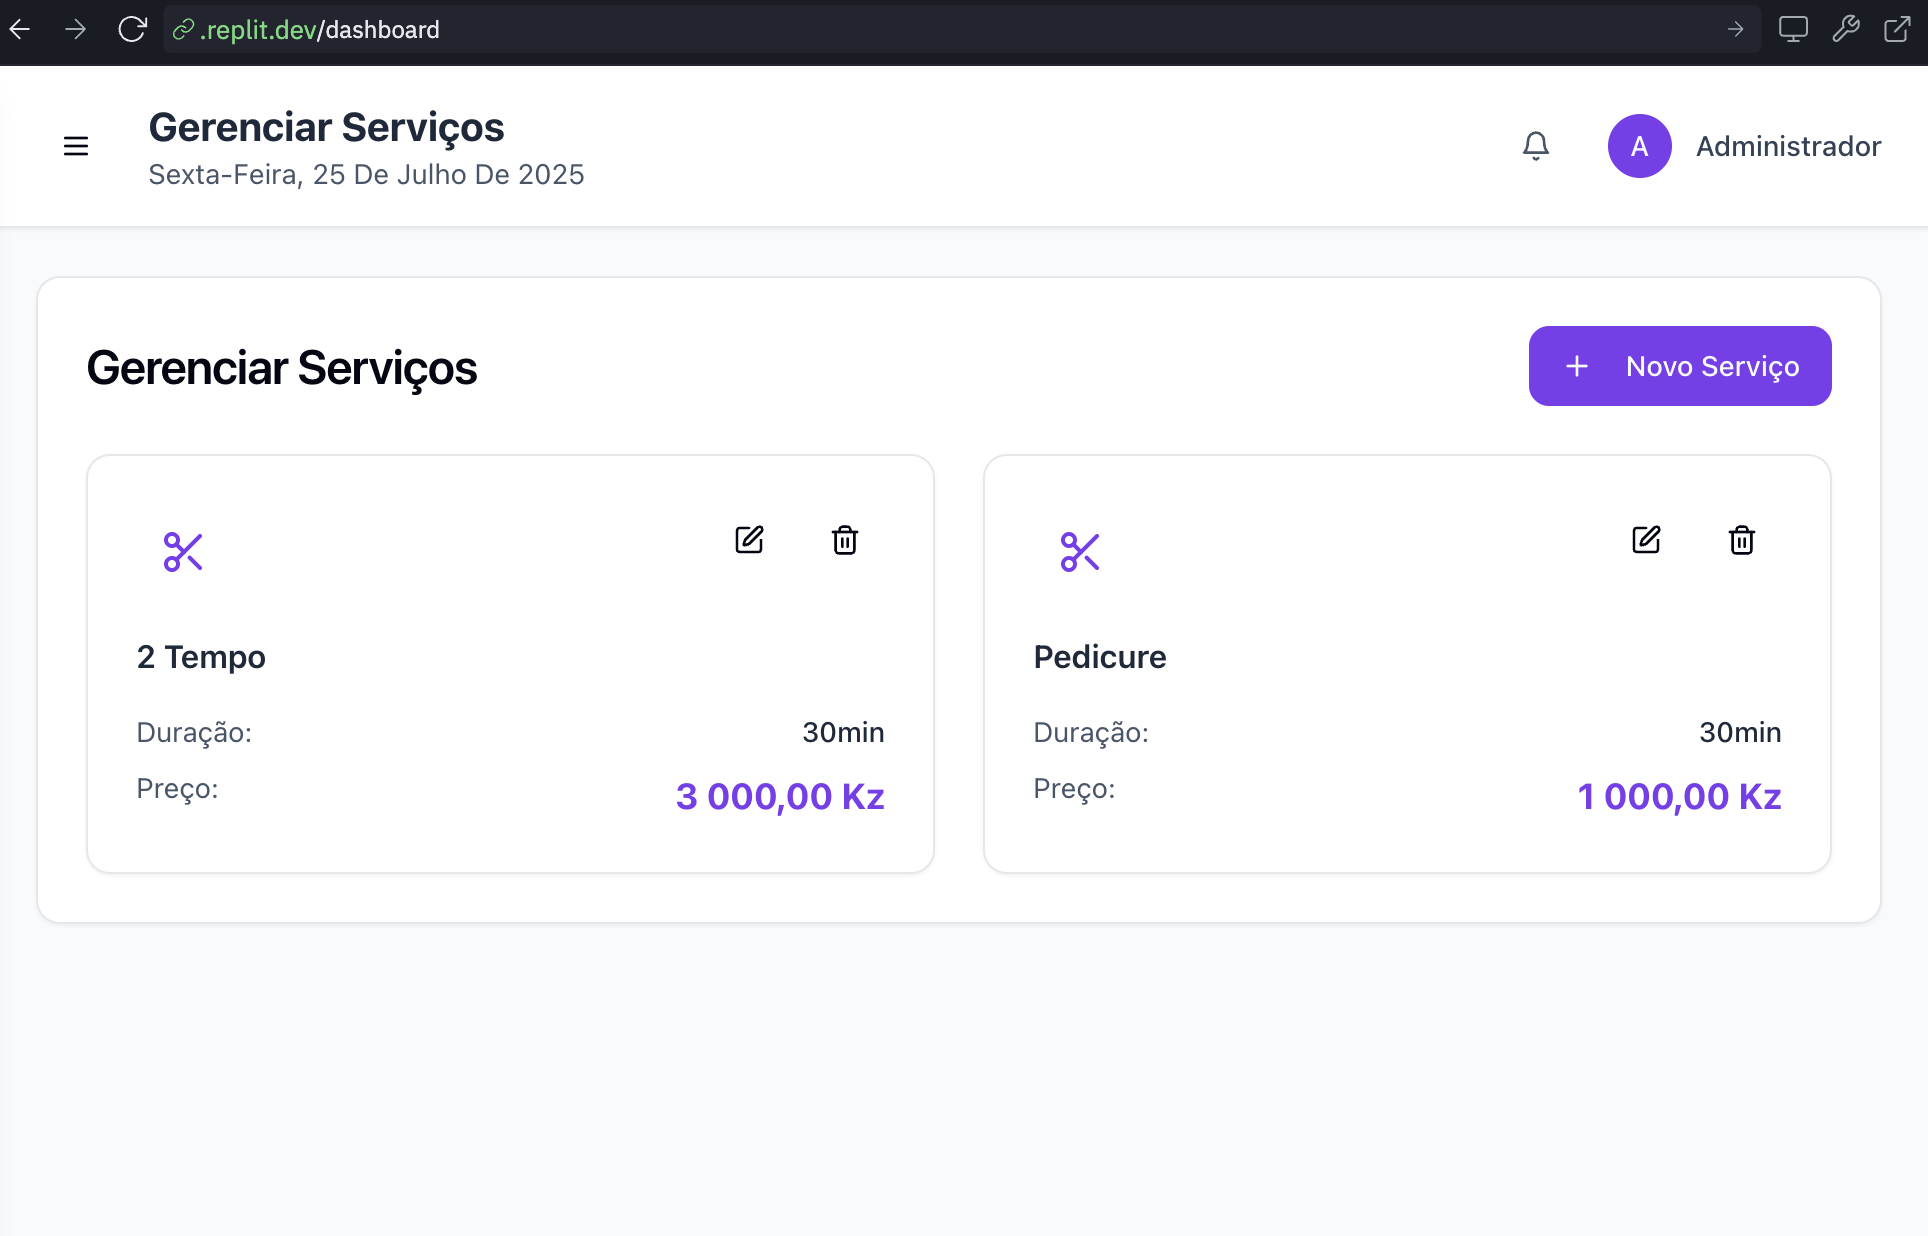 .replit.dev/dashboard
Gerenciar Serviços
Sexta-Feira, 25 De Julho De 2025
A
Administrador
Gerenciar Serviços
+ Novo Serviço
2 Tempo
Duração: 30min
Preço: 3 000,00 Kz
Pedicure
Duração: 30min
Preço: 1 000,00 Kz